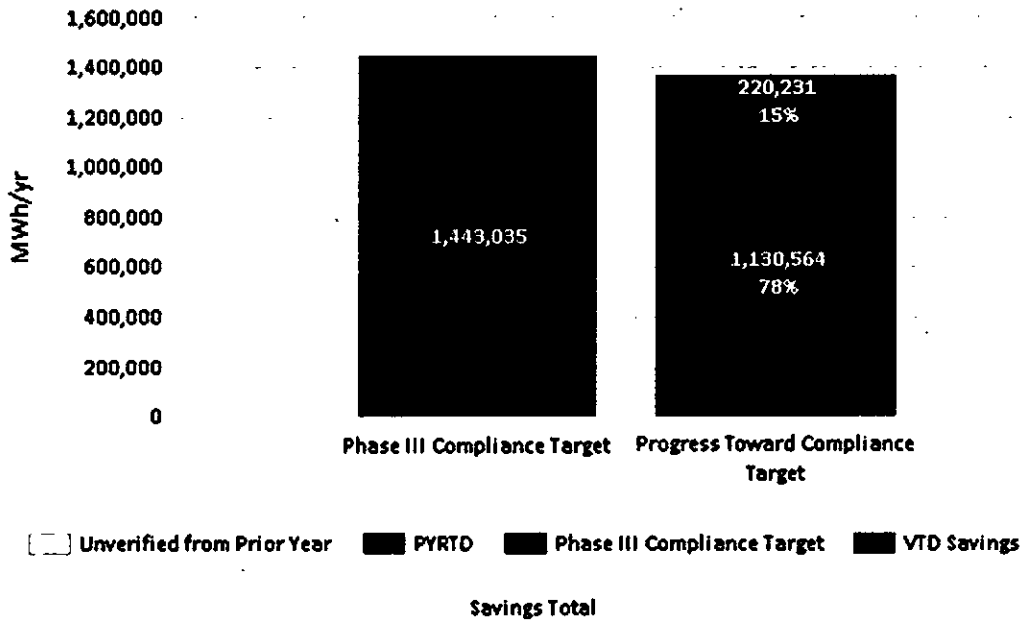 1,600,000
1,400,000
1,200,000
1,000,000
800,000
600,000
400,000
200,000
0
MWh/yr
1,443,035
220,231
15%
1,130,564
78%
Phase III Compliance Target
Progress Toward Compliance
Target
Unverified from Prior Year
PYRTD
Phase III Compliance Target
VTD Savings
Savings Total